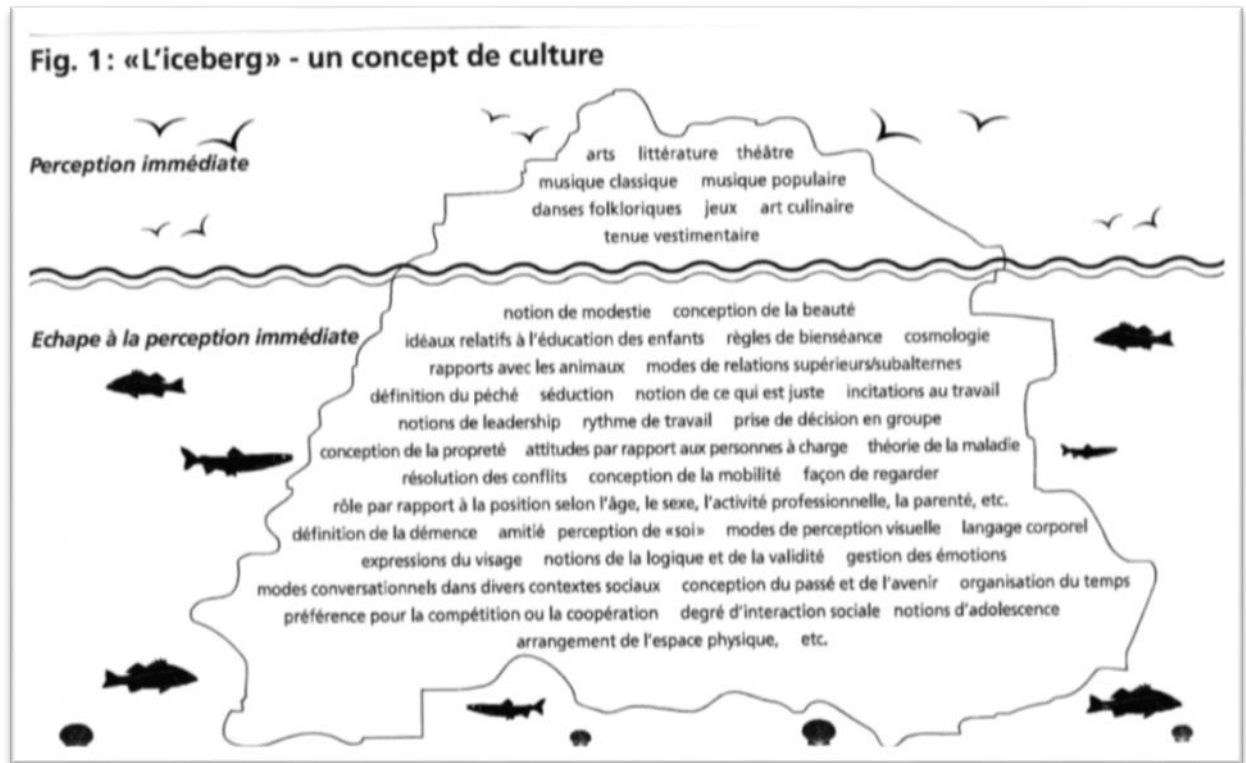 Fig. 1: «L'iceberg» - un concept de culture
Perception immédiate
arts littérature théâtre
musique classique musique populaire
danses folkloriques jeux art culinaire
tenue vestimentaire
Echape à la perception immédiate
notion de modestie conception de la beauté
idéaux relatifs à l'éducation des enfants règles de bienséance cosmologie
rapports avec les animaux modes de relations supérieurs/subalternes
définition du péché séduction notion de ce qui est juste incitations au travail
notions de leadership rythme de travail prise de décision en groupe
conception de la propreté attitudes par rapport aux personnes à charge théorie de la maladie
résolution des conflits conception de la mobilité façon de regarder
rôle par rapport à la position selon l'âge, le sexe, l'activité professionnelle, la parenté, etc.
définition de la démence amitié perception de «soi» modes de perception visuelle langage corporel
expressions du visage notions de la logique et de la validité gestion des émotions
modes conversationnels dans divers contextes sociaux conception du passé et de l'avenir organisation du temps
préférence pour la compétition ou la coopération degré d'interaction sociale notions d'adolescence
arrangement de l'espace physique, etc.